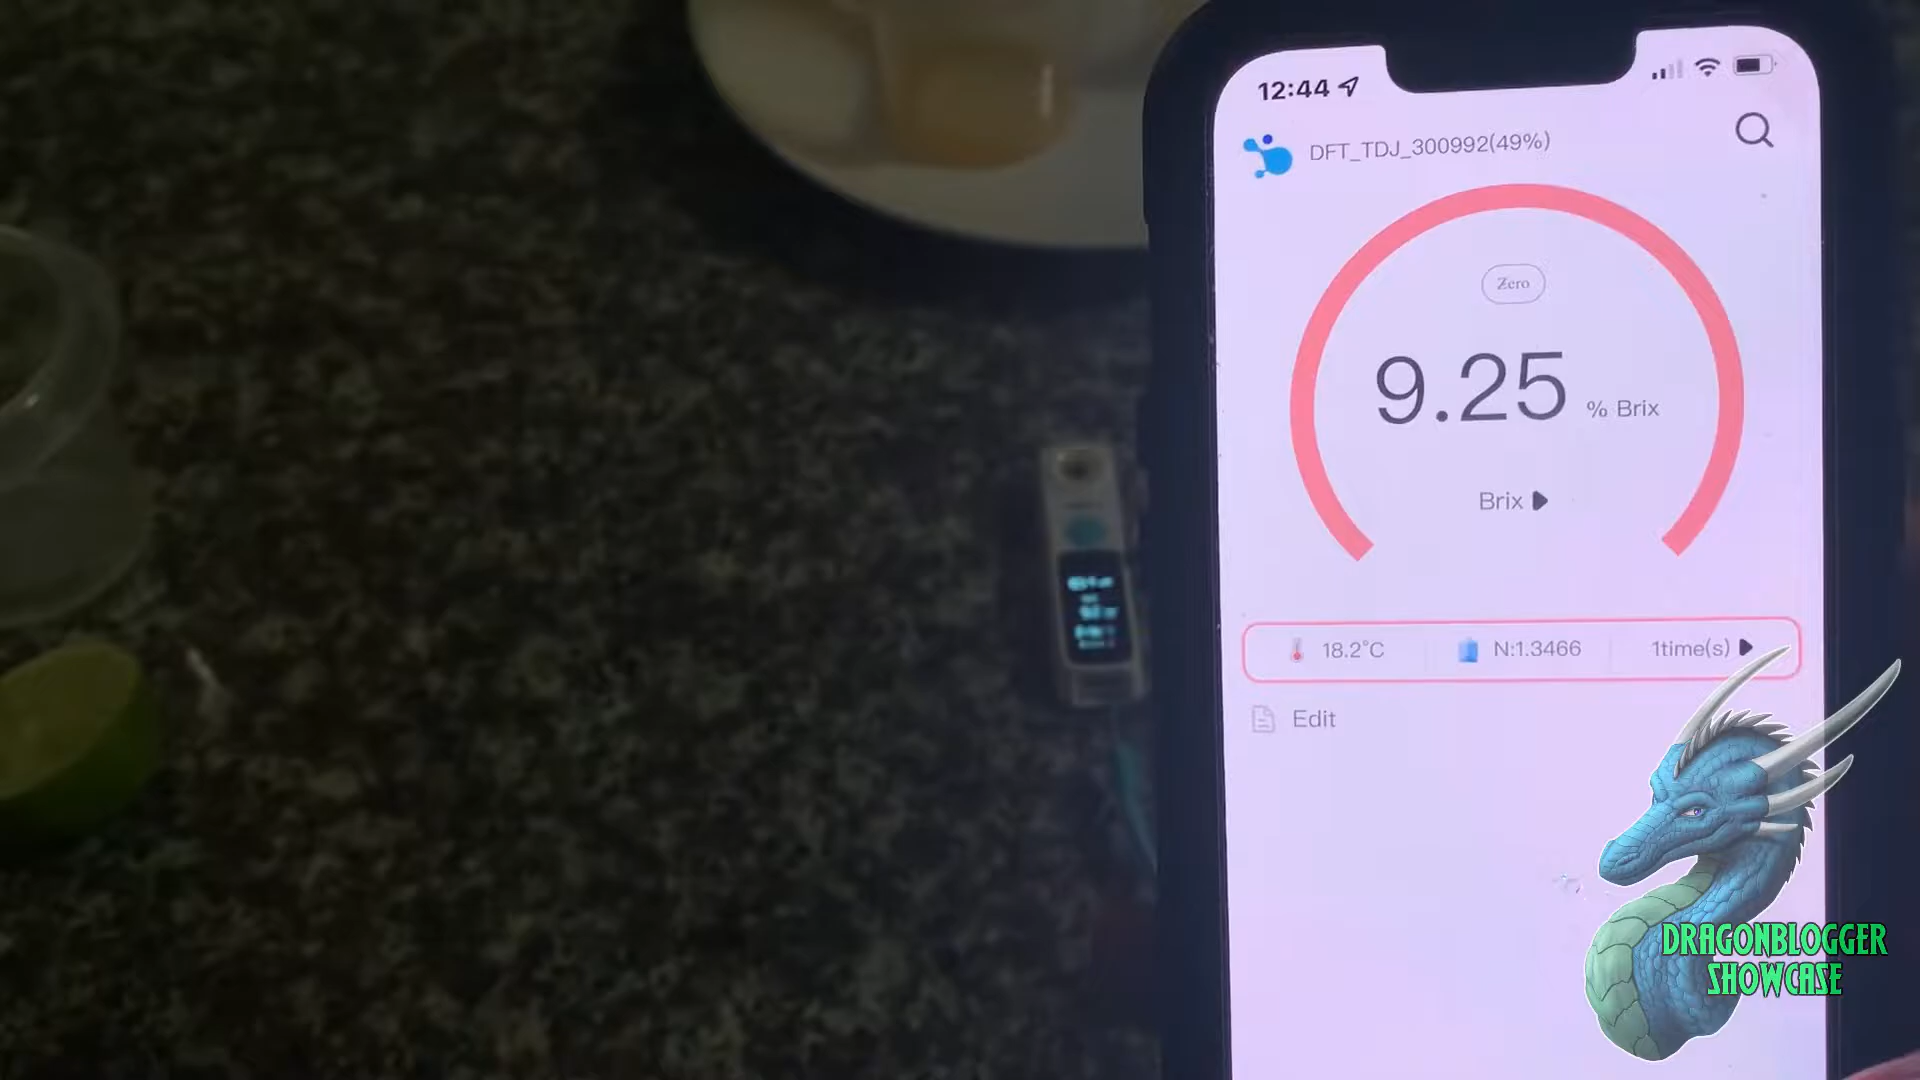 12:44
DFT_TDJ_300992(49%)
Zero
9.25 % Brix
Brix
18.2°C N:1.3466 1time(s)
Edit
DRAGONBLOGGER
SHOWCASE